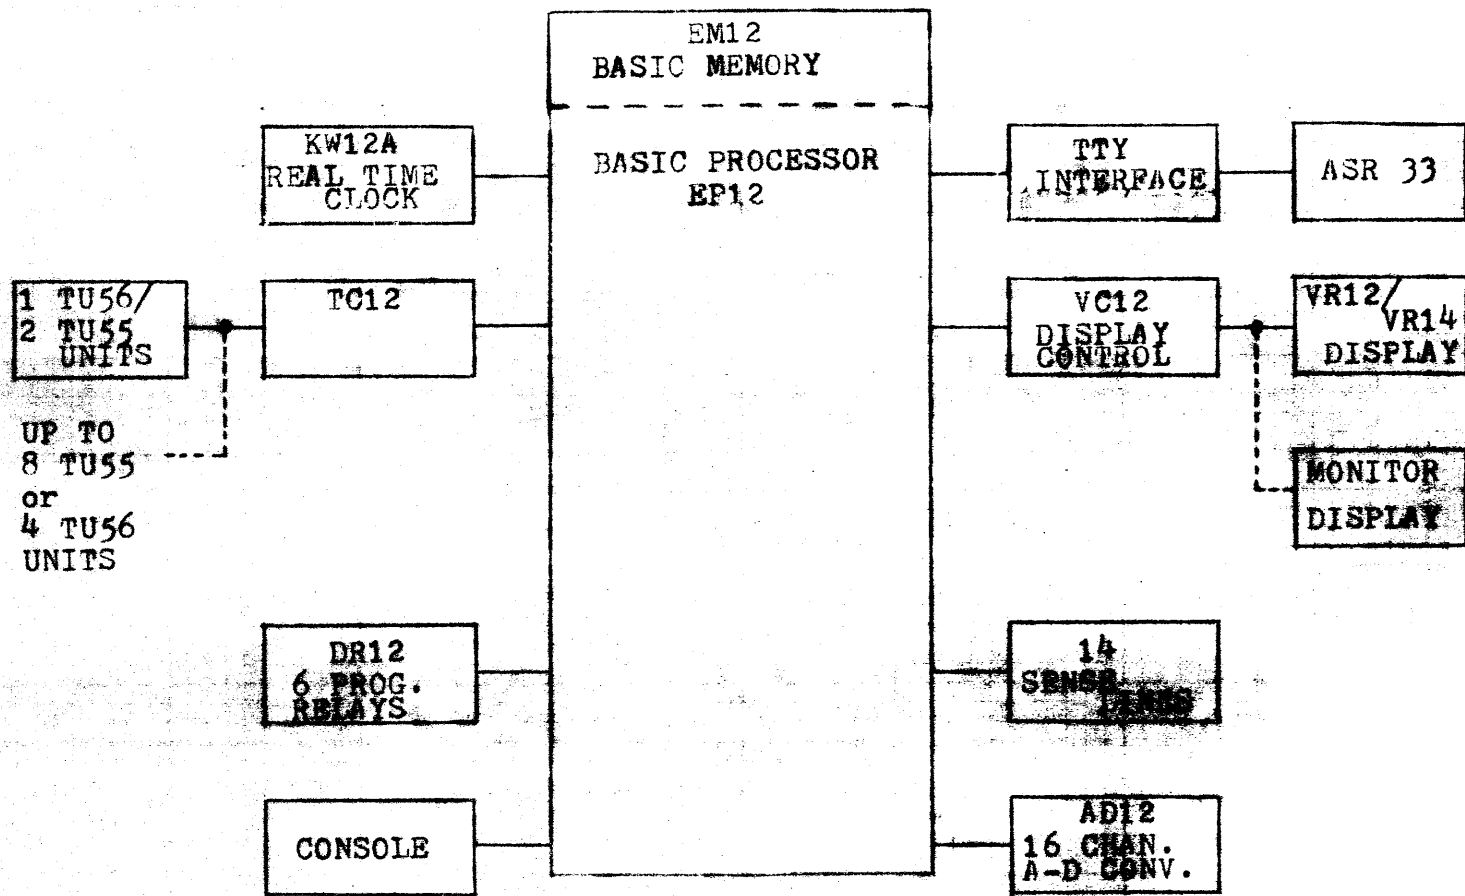 EM12
BASIC MEMORY
BASIC PROCESSOR
EP12
KW12A
REAL TIME
CLOCK
TTY
INTERFACE
ASR 33
1 TU56/
2 TU55
UNITS
TC12
VC12
DISPLAY
CONTROL
VR12/
VR14
DISPLAY
UP TO
8 TU55
or
4 TU56
UNITS
MONITOR
DISPLAY
DR12
6 PROG.
RELAYS
14
SENSE
LINES
CONSOLE
AD12
16 CHAN.
A-D CONV.